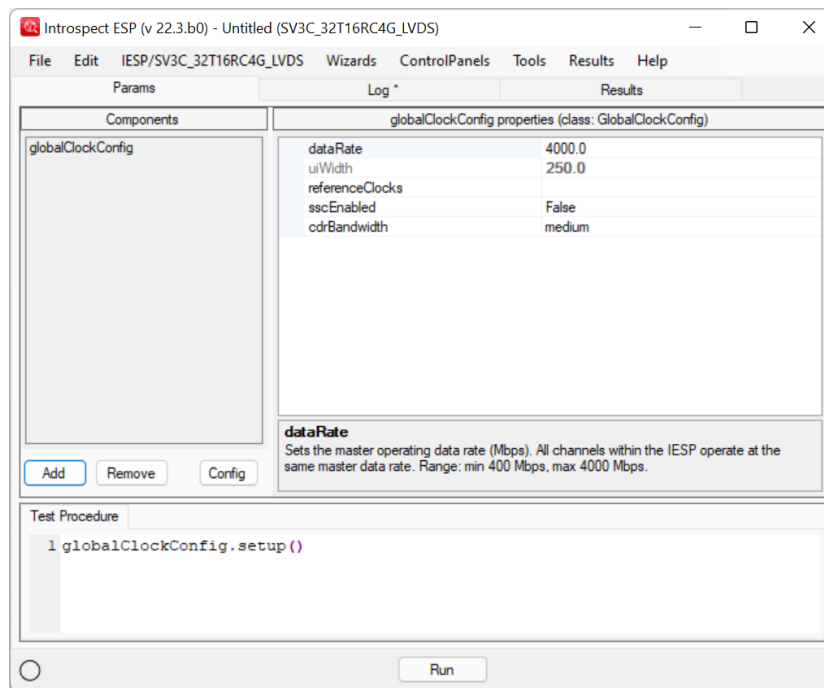 Introspect ESP (v 22.3.b0) - Untitled (SV3C_32T16RC4G_LVDS)
File Edit IESP/SV3C_32T16RC4G_LVDS Wizards ControlPanels Tools Results Help
Params Log * Results
Components
globalClockConfig properties (class: GlobalClockConfig)
globalClockConfig
dataRate 4000.0
uiWidth 250.0
referenceClocks
sscEnabled False
cdrBandwidth medium
dataRate
Sets the master operating data rate (Mbps). All channels within the IESP operate at the
same master data rate. Range: min 400 Mbps, max 4000 Mbps.
Add Remove Config
Test Procedure
1 globalClockConfig.setup()
Run